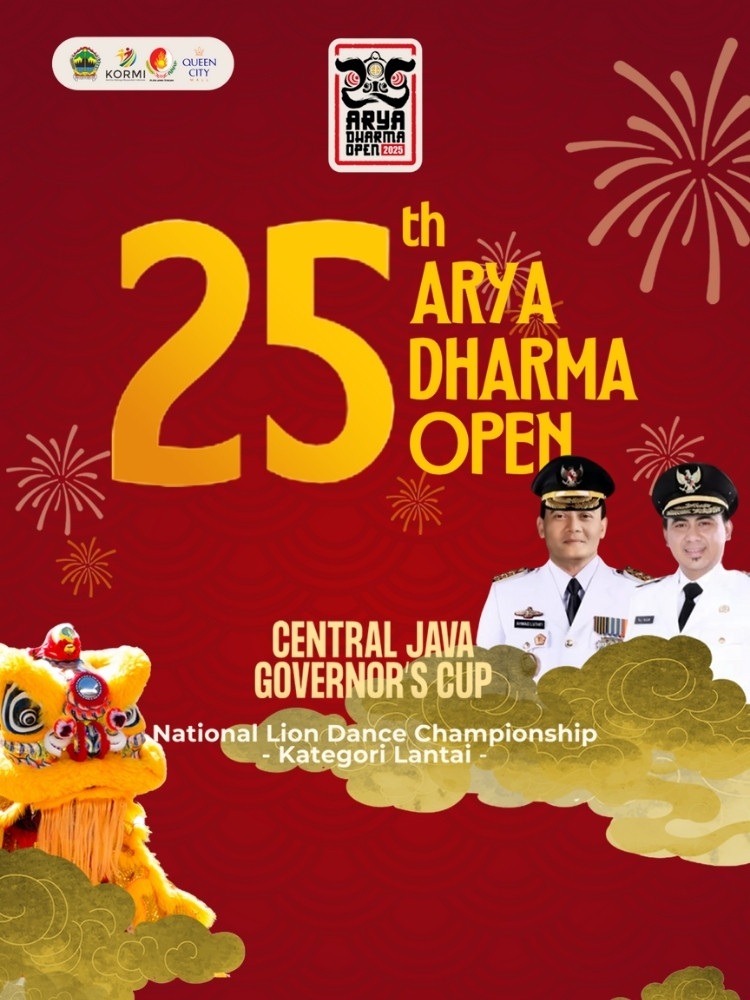 KORMI
QUEEN
CITY
MALL
ARYA
DHARMA
OPEN 2025
25th
ARYA
DHARMA
OPEN
CENTRAL JAVA
GOVERNOR'S CUP
National Lion Dance Championship
- Kategori Lantai -